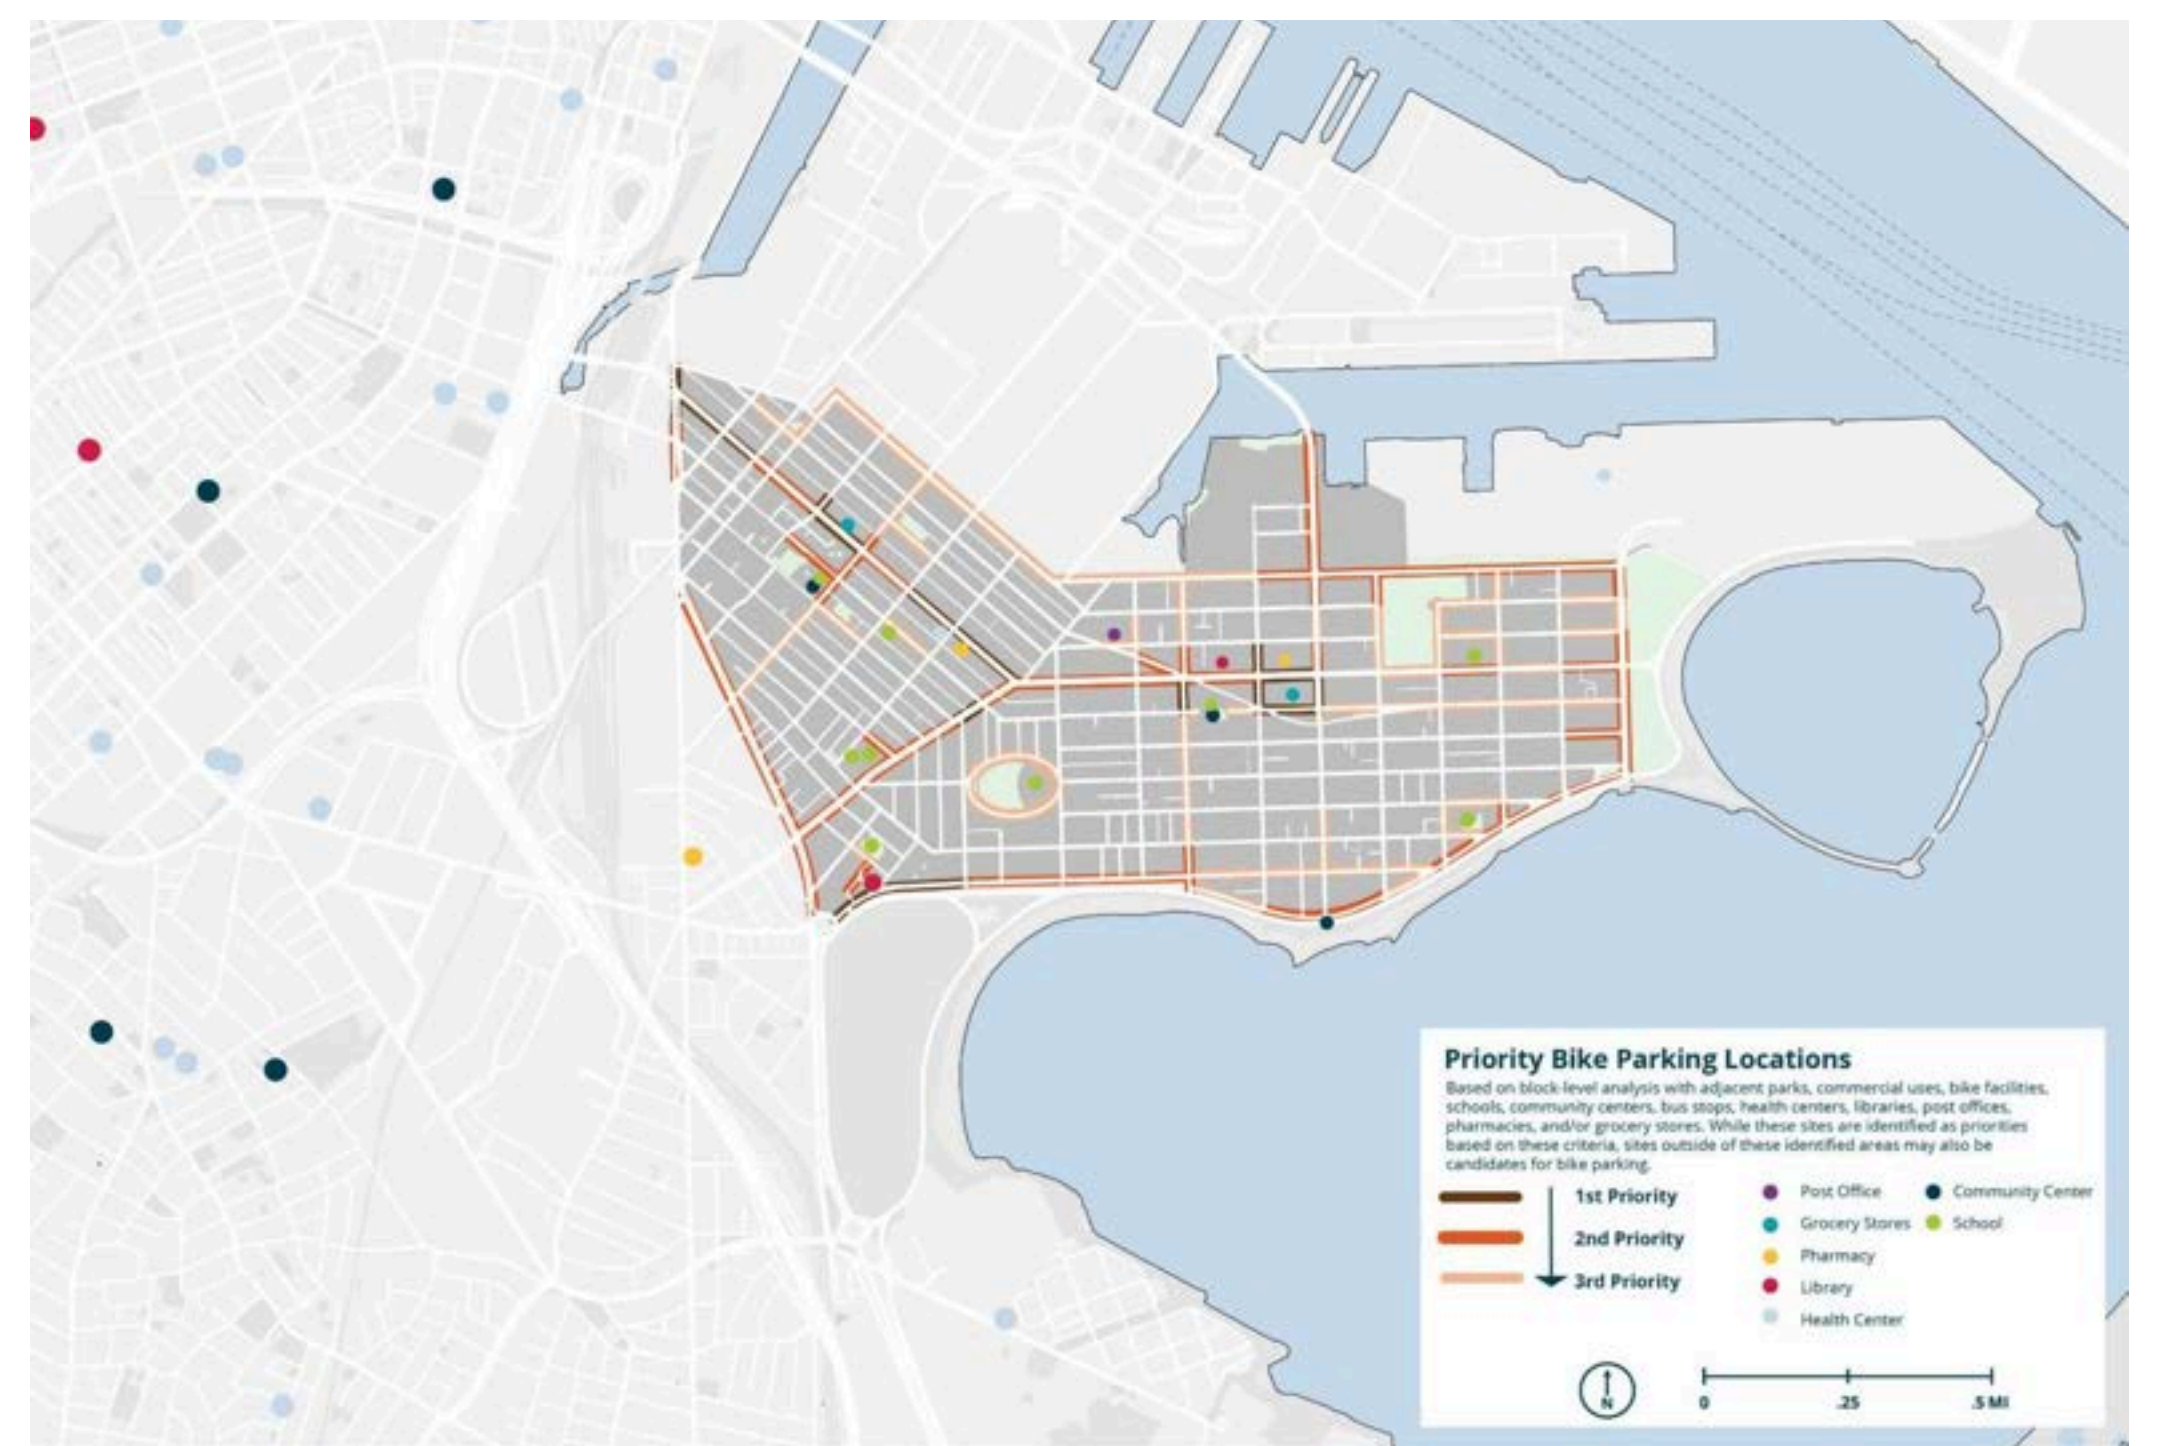 Priority Bike Parking Locations
Based on block-level analysis with adjacent parks, commercial uses, bike facilities,
schools, community centers, bus stops, health centers, libraries, post offices,
pharmacies, and/or grocery stores. While these sites are identified as priorities
based on these criteria, sites outside of these identified areas may also be
candidates for bike parking.
1st Priority
2nd Priority
3rd Priority
Post Office
Grocery Stores
Pharmacy
Library
Health Center
Community Center
School
N
0 .25 .5 MI